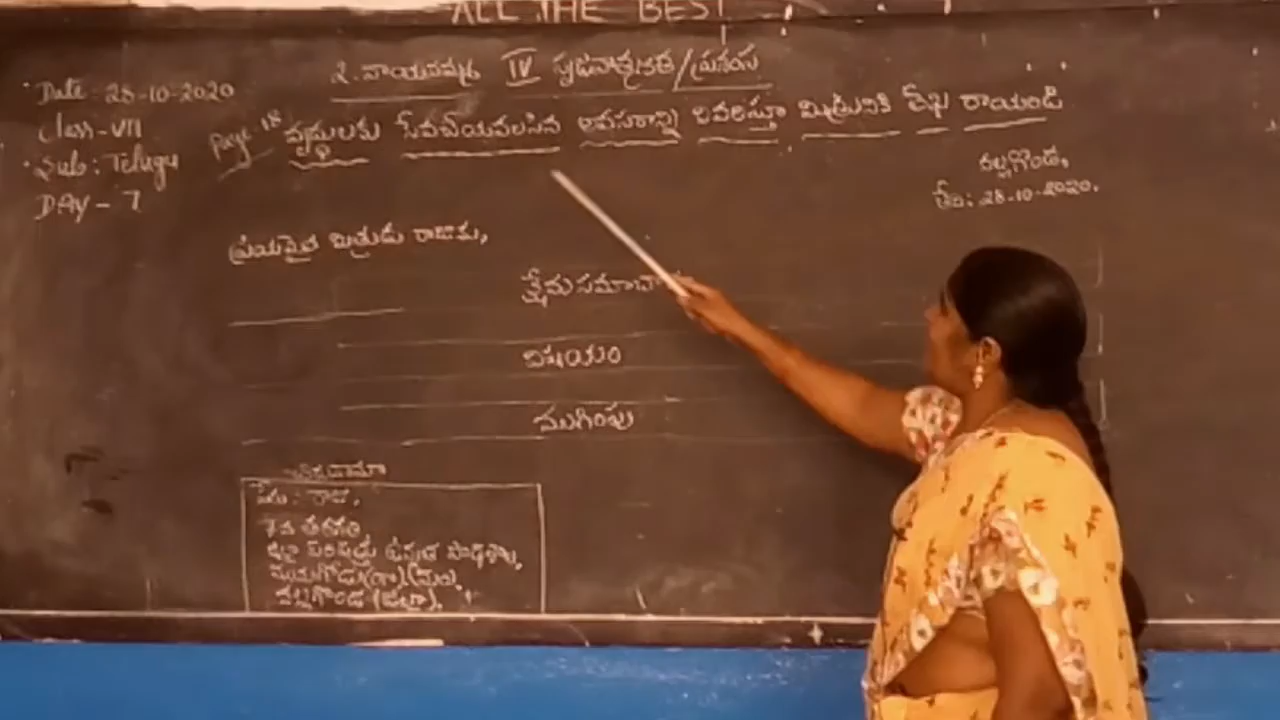 ALL THE BEST
Date: 28-10-2020
Class-VII
Sub: Telugu
DAY-7
2. నాయనమ్మ IV సృజనాత్మకత/ప్రశంస
Page 18 వృద్ధులకు సేవచేయవలసిన అవసరాన్ని వివరిస్తూ మిత్రునికి లేఖ రాయండి
నల్లగొండ,
తేది: 28-10-2020.
ప్రియమైన మిత్రుడు రాజుకు,
క్షేమసమాచా
విషయం
ముగింపు
చిరునామా
పేరు: రాజు,
7వ తరగతి,
జిల్లా పరిషత్తు ఉన్నత పాఠశాల,
(గ్రా),(మం),
నల్లగొండ (జిల్లా).